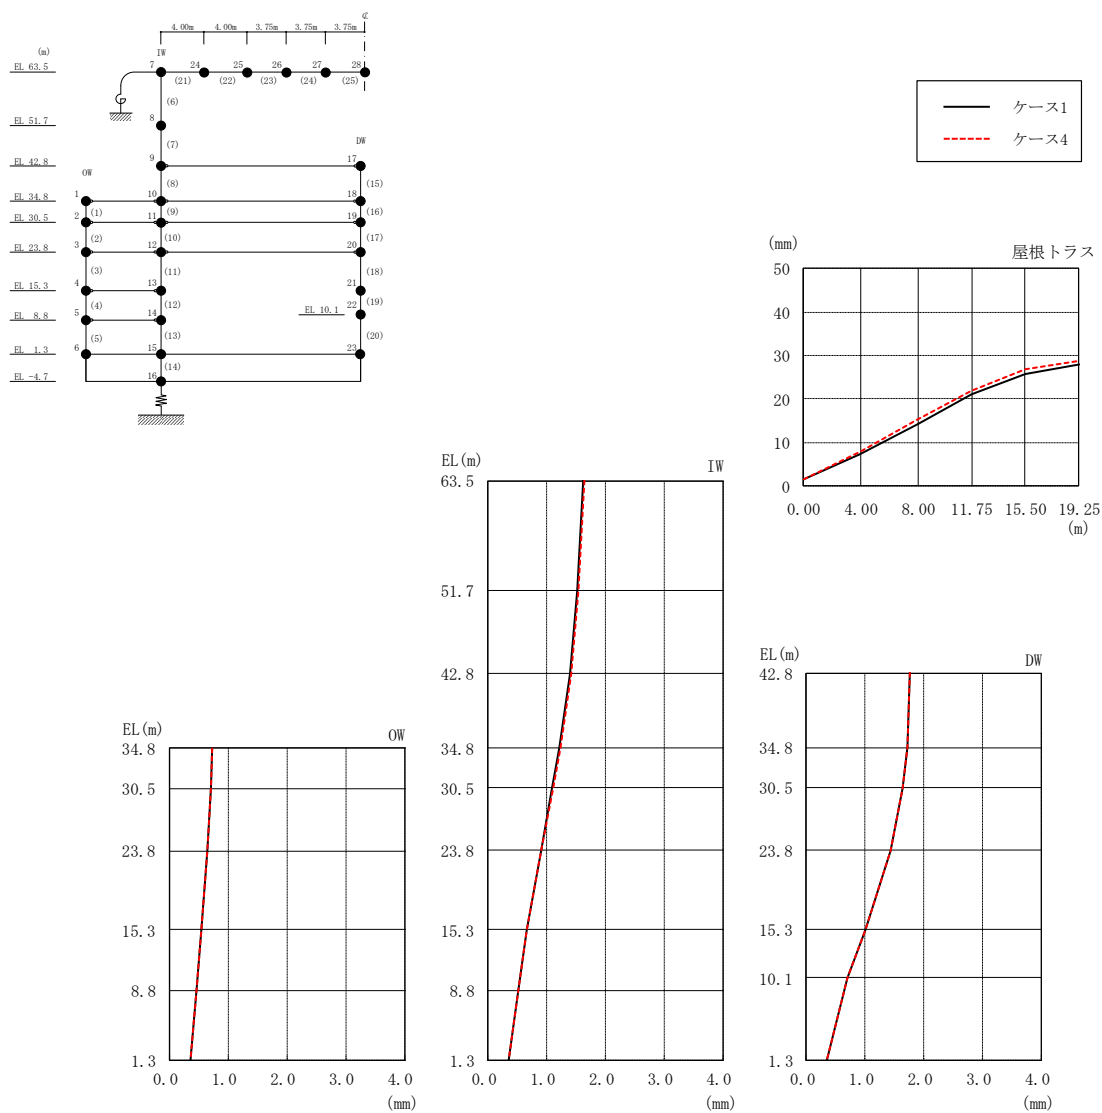 ℄
4.00m 4.00m 3.75m 3.75m 3.75m
(m)
IW
EL 63.5 7 24 25 26 27 28
(21) (22) (23) (24) (25)
(6)
EL 51.7 8
(7)
DW
EL 42.8 9 17
OW
(8) (15)
EL 34.8 1 10 18
(1) (9) (16)
EL 30.5 2 11 19
(2) (10) (17)
EL 23.8 3 12 20
(3) (11) (18)
EL 15.3 4 13 21
(4) (12) (19)
EL 10.1 22
EL 8.8 5 14
(5) (13) (20)
EL 1.3 6 15 23
(14)
EL -4.7 16
ケース1
ケース4
(mm)
屋根トラス
50
40
30
20
10
0
0.00 4.00 8.00 11.75 15.50 19.25
(m)
EL(m)
IW
63.5
51.7
42.8
34.8
30.5
23.8
15.3
8.8
1.3
0.0 1.0 2.0 3.0 4.0
(mm)
EL(m)
OW
34.8
30.5
23.8
15.3
8.8
1.3
0.0 1.0 2.0 3.0 4.0
(mm)
EL(m)
DW
42.8
34.8
30.5
23.8
15.3
10.1
1.3
0.0 1.0 2.0 3.0 4.0
(mm)